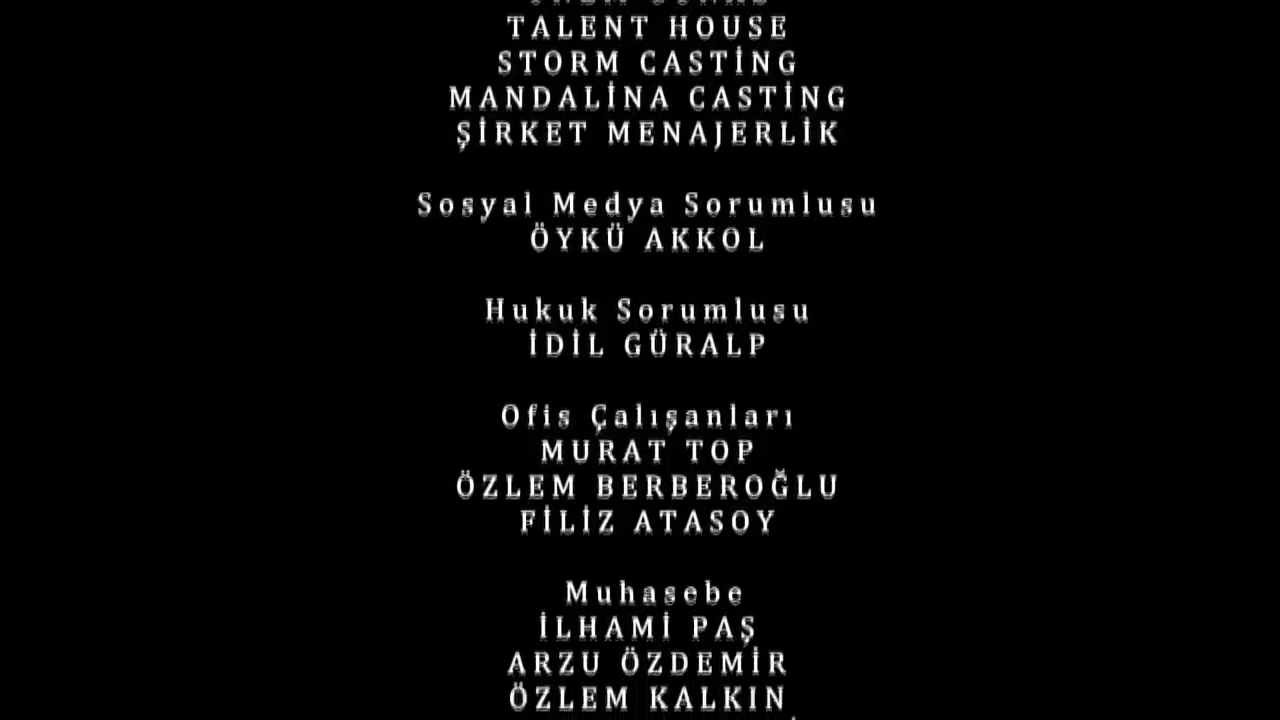 TALENT HOUSE
STORM CASTİNG
MANDALİNA CASTİNG
ŞİRKET MENAJERLİK
Sosyal Medya Sorumlusu
ÖYKÜ AKKOL
Hukuk Sorumlusu
İDİL GÜRALP
Ofis Çalışanları
MURAT TOP
ÖZLEM BERBEROĞLU
FİLİZ ATASOY
Muhasebe
İLHAMİ PAŞ
ARZU ÖZDEMİR
ÖZLEM KALKIN